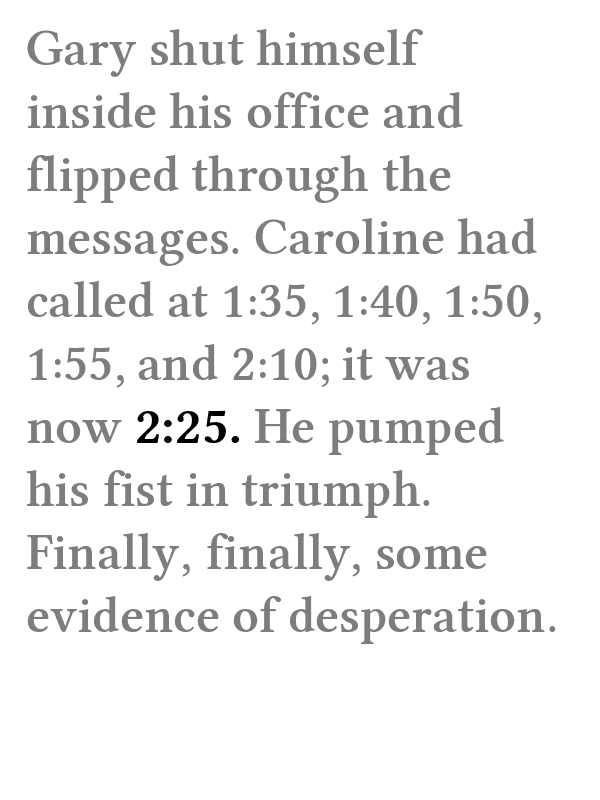 Gary shut himself
inside his office and
flipped through the
messages. Caroline had
called at 1:35, 1:40, 1:50,
1:55, and 2:10; it was
now 2:25. He pumped
his fist in triumph.
Finally, finally, some
evidence of desperation.